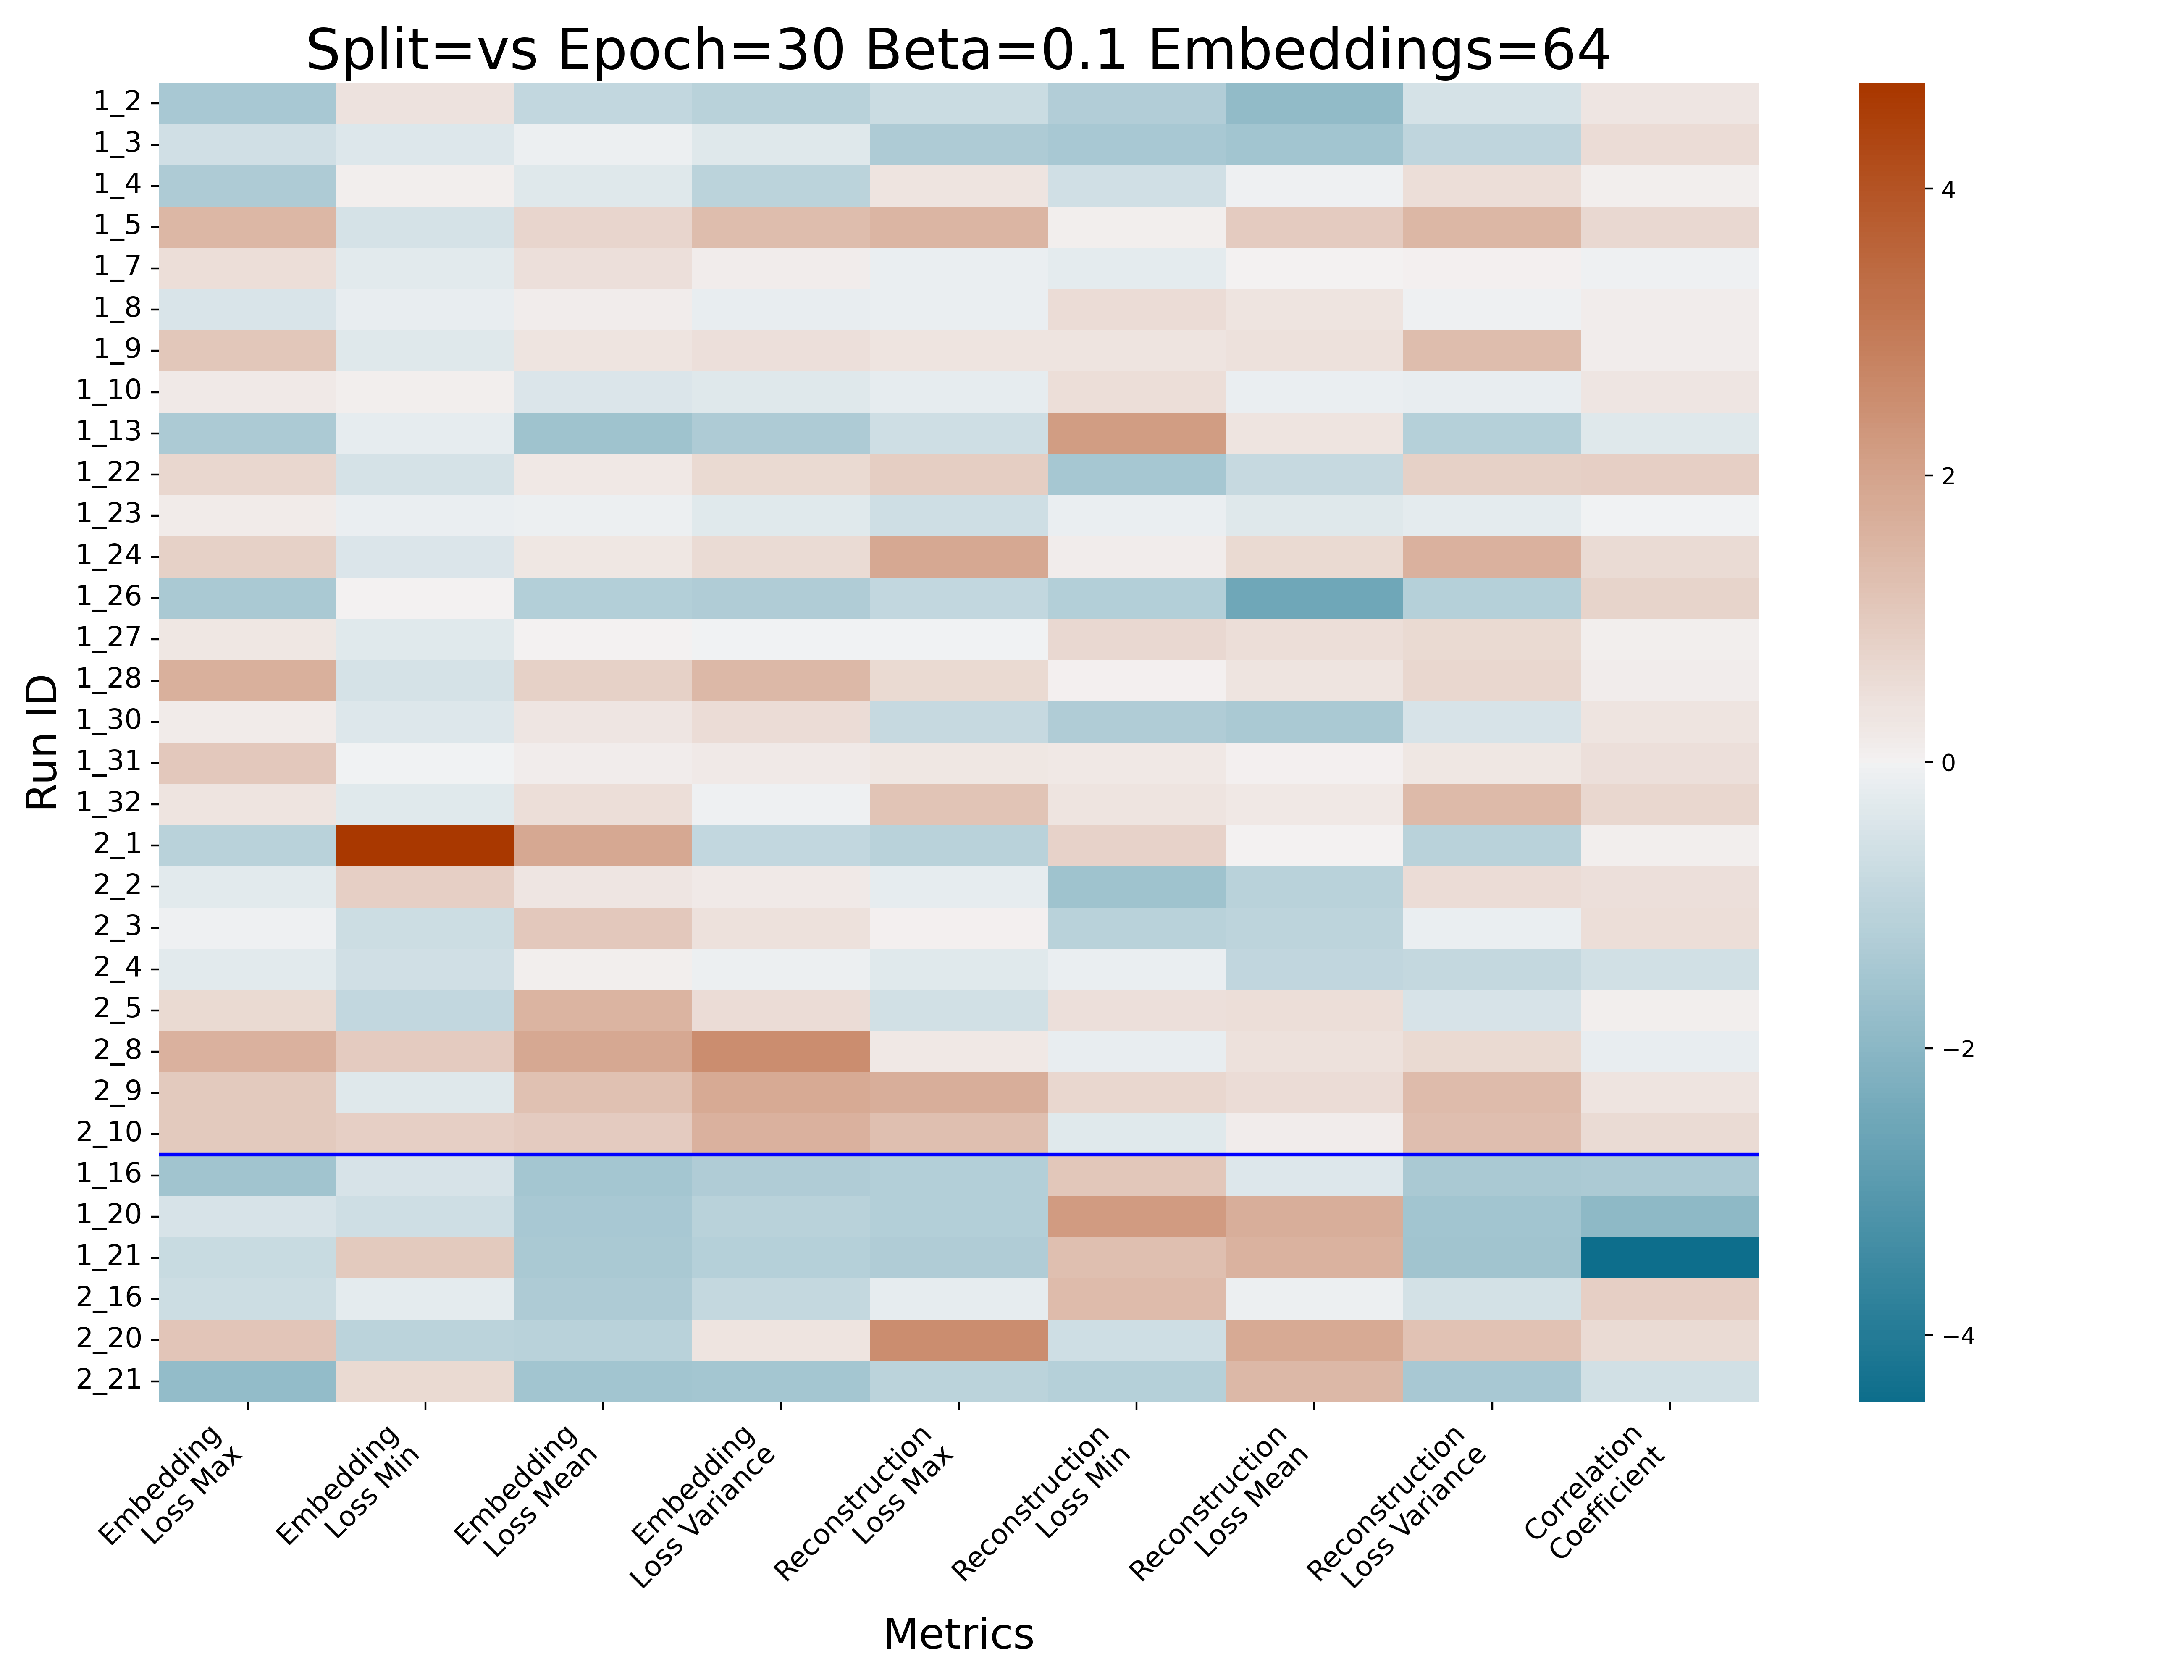 Split=vs Epoch=30 Beta=0.1 Embeddings=64
Run ID
1_2
1_3
1_4
1_5
1_7
1_8
1_9
1_10
1_13
1_22
1_23
1_24
1_26
1_27
1_28
1_30
1_31
1_32
2_1
2_2
2_3
2_4
2_5
2_8
2_9
2_10
1_16
1_20
1_21
2_16
2_20
2_21
Embedding
Loss Max
Embedding
Loss Min
Embedding
Loss Mean
Embedding
Loss Variance
Reconstruction
Loss Max
Reconstruction
Loss Min
Reconstruction
Loss Mean
Reconstruction
Loss Variance
Correlation
Coefficient
Metrics
4
2
0
−2
−4